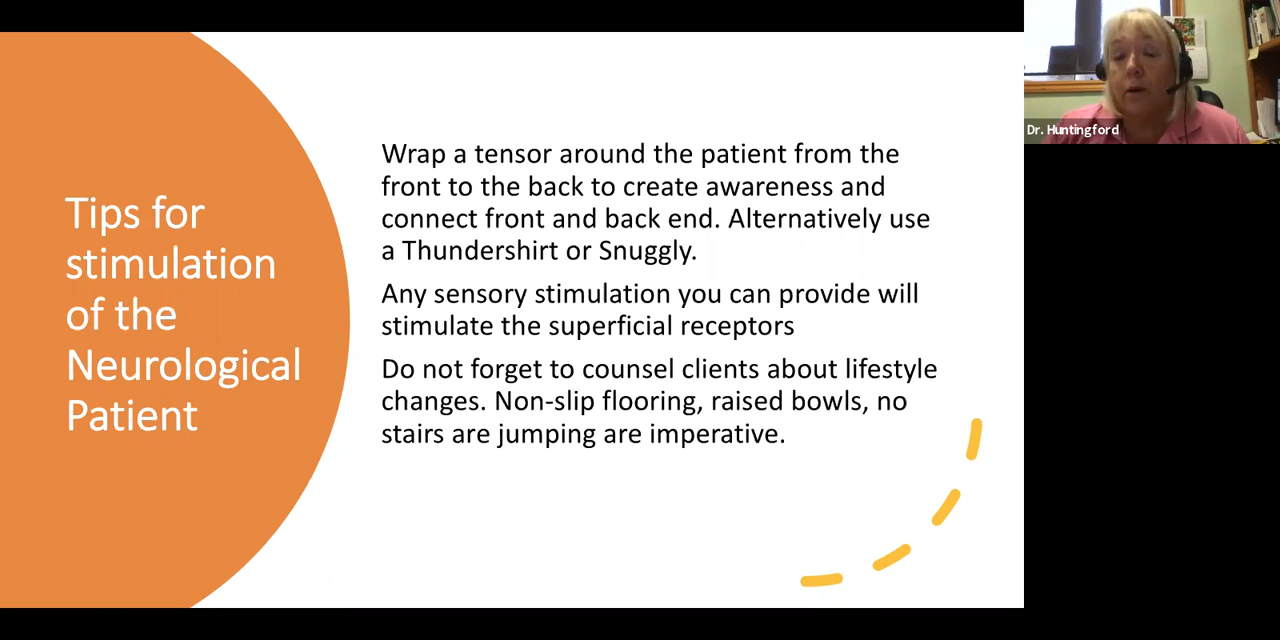 Tips for
stimulation
of the
Neurological
Patient
Wrap a tensor around the patient from the
front to the back to create awareness and
connect front and back end. Alternatively use
a Thundershirt or Snuggly.
Any sensory stimulation you can provide will
stimulate the superficial receptors
Do not forget to counsel clients about lifestyle
changes. Non-slip flooring, raised bowls, no
stairs are jumping are imperative.
Dr. Huntingford